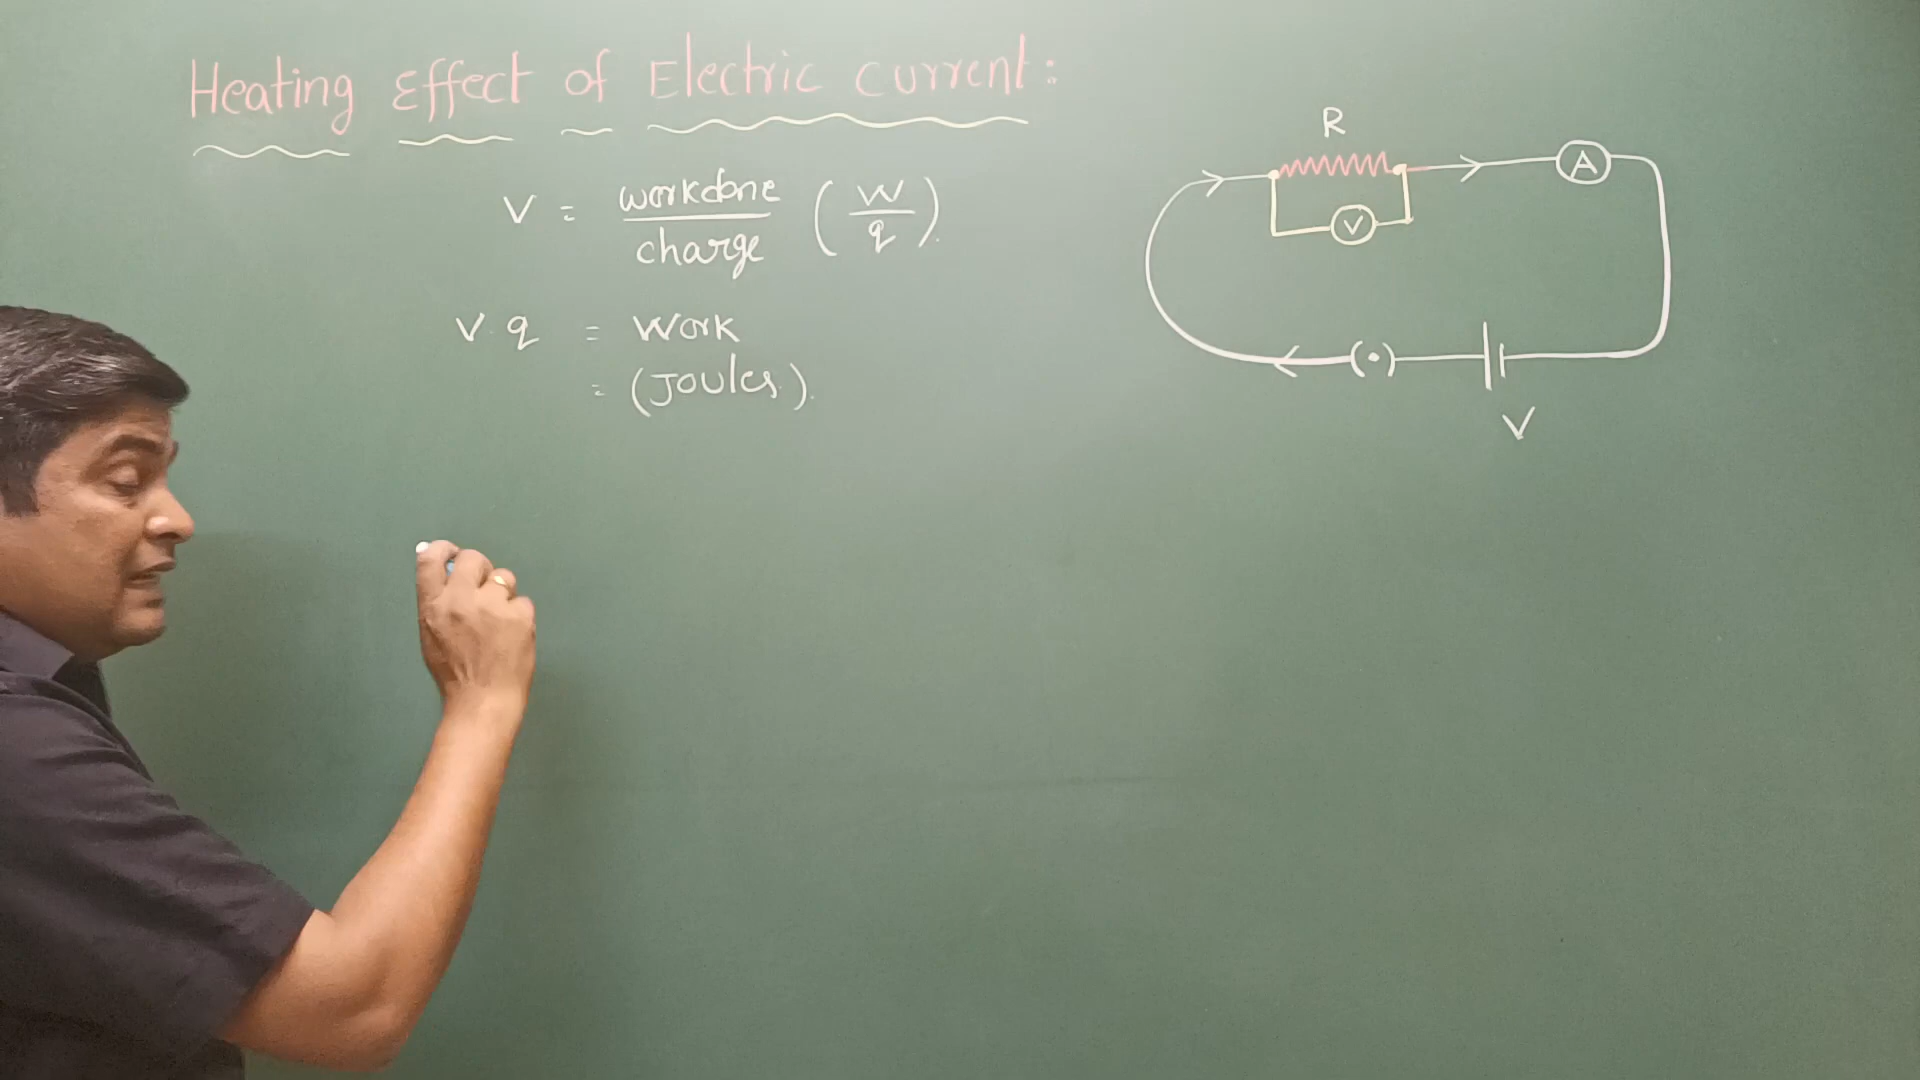 Heating Effect of Electric current:
V = workdone / charge (W / q).
V. q = Work
= (Joules).
R
A
V
(•)
V